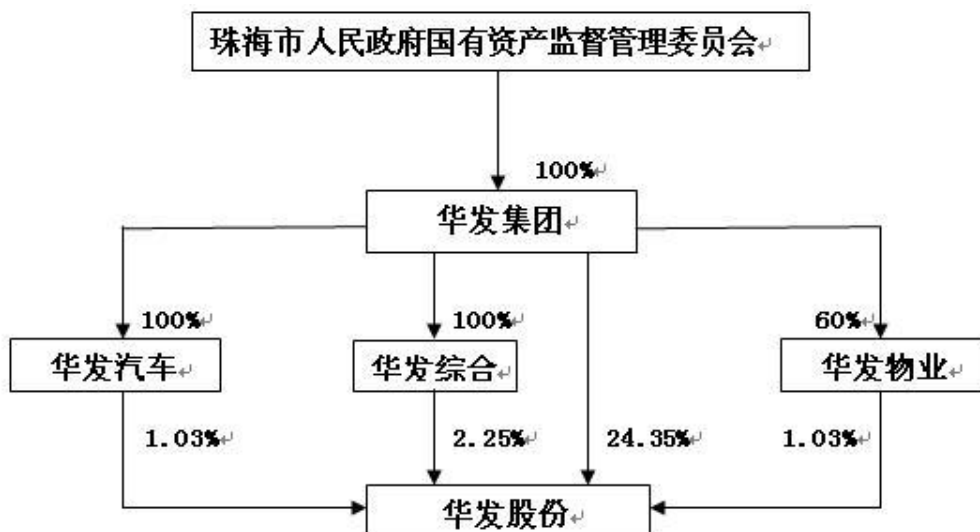 珠海市人民政府国有资产监督管理委员会
100%
华发集团
100%
100%
60%
华发汽车
华发综合
华发物业
1.03%
2.25%
24.35%
1.03%
华发股份